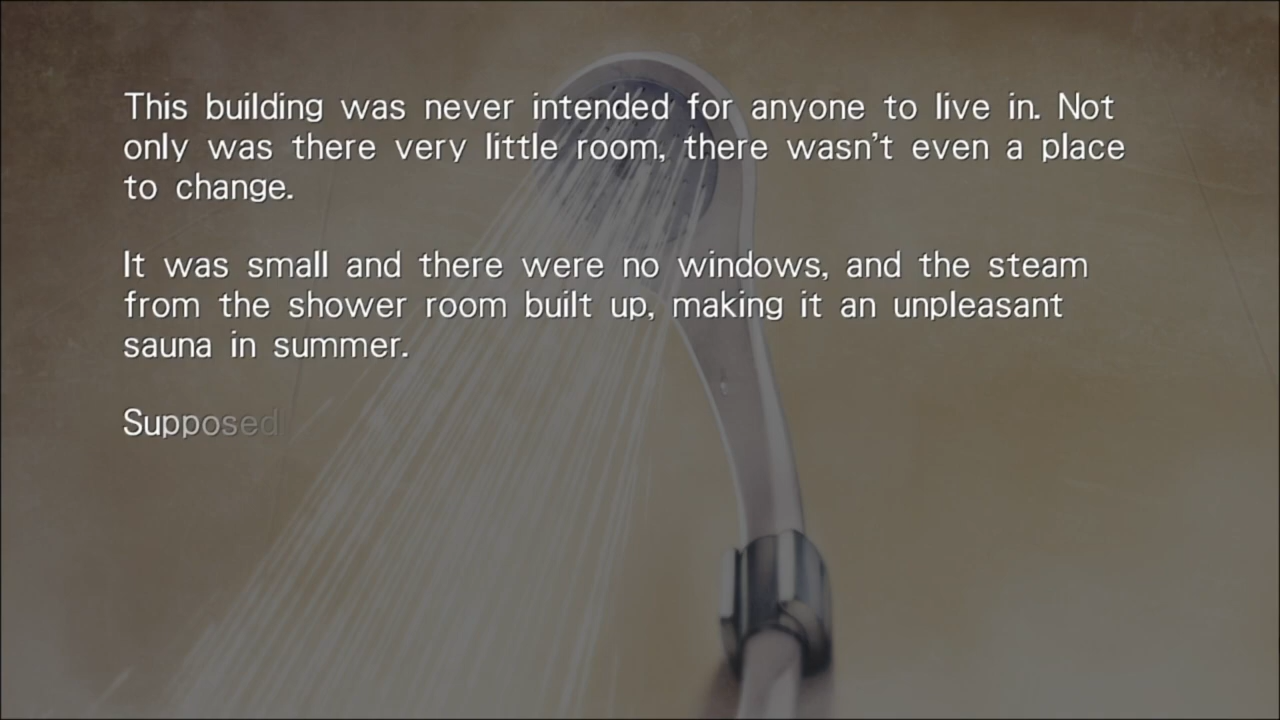 This building was never intended for anyone to live in. Not
only was there very little room, there wasn't even a place
to change.
It was small and there were no windows, and the steam
from the shower room built up, making it an unpleasant
sauna in summer.
Supposed